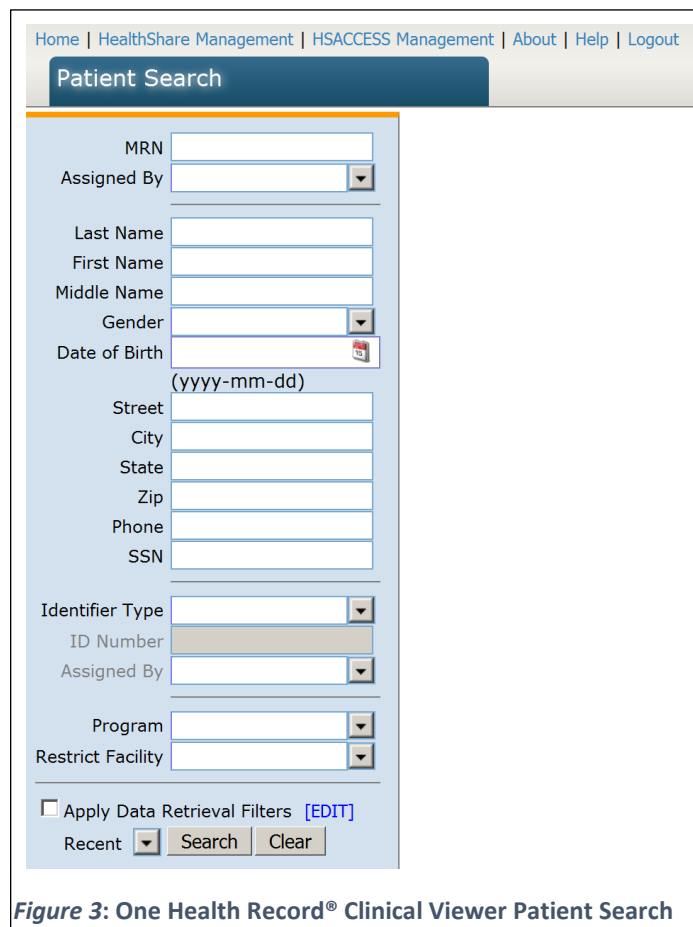 Home | HealthShare Management | HSACCESS Management | About | Help | Logout
Patient Search
MRN
Assigned By
Last Name
First Name
Middle Name
Gender
Date of Birth
15
(yyyy-mm-dd)
Street
City
State
Zip
Phone
SSN
Identifier Type
ID Number
Assigned By
Program
Restrict Facility
Apply Data Retrieval Filters [EDIT]
Recent Search Clear
Figure 3: One Health Record® Clinical Viewer Patient Search